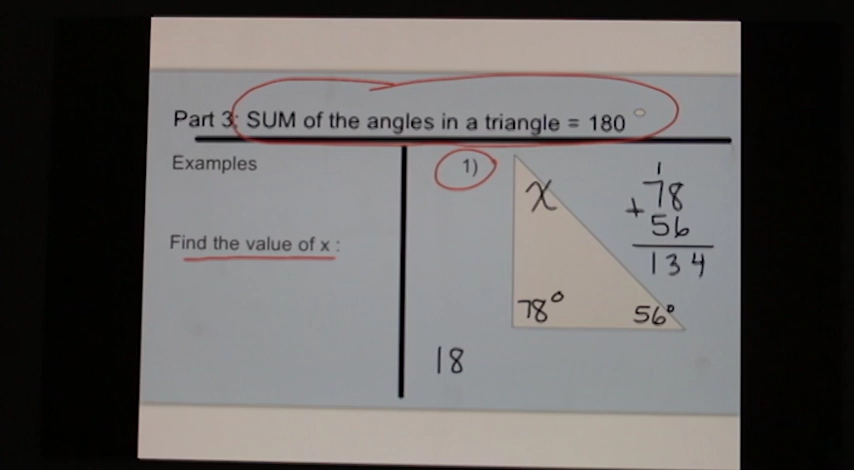 Part 3: SUM of the angles in a triangle = 180°
Examples
Find the value of x :
1)
x
78°
56°
1
78
+ 56
134
18